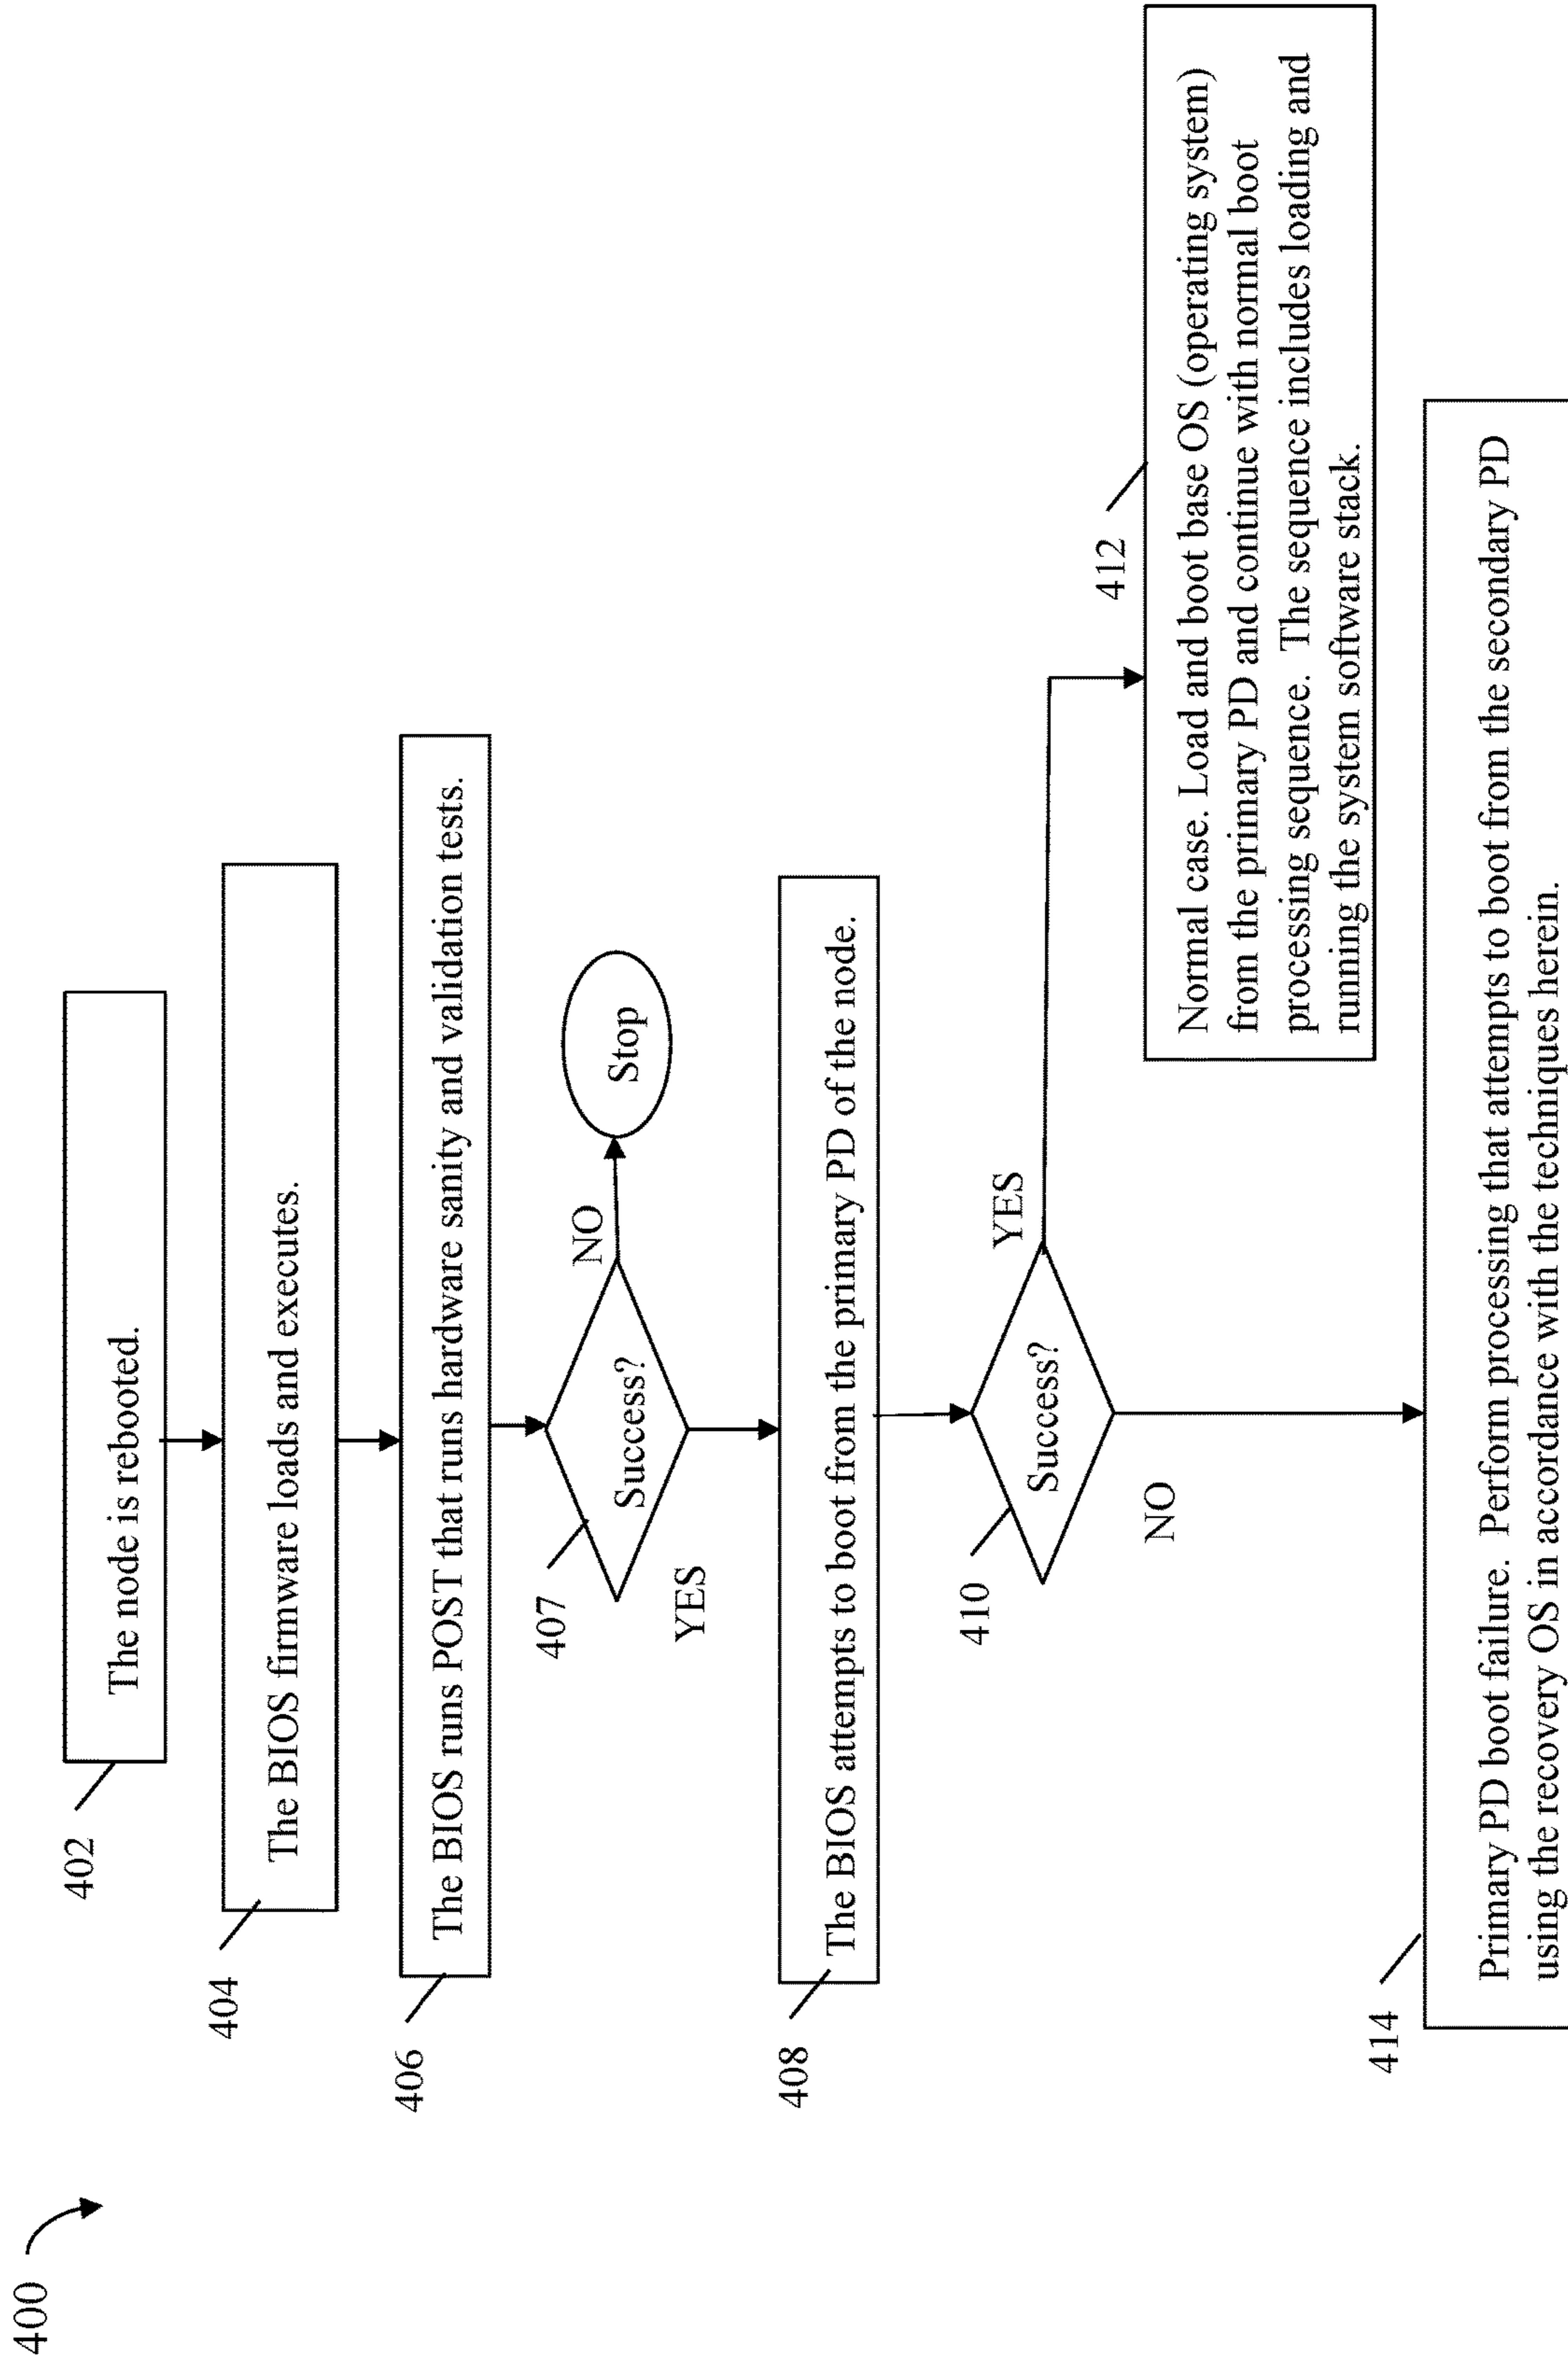 400
402
The node is rebooted.
404
The BIOS firmware loads and executes.
406
The BIOS runs POST that runs hardware sanity and validation tests.
407
Success?
NO
Stop
YES
408
The BIOS attempts to boot from the primary PD of the node.
410
Success?
YES
NO
412
Normal case. Load and boot base OS (operating system)
from the primary PD and continue with normal boot
processing sequence. The sequence includes loading and
running the system software stack.
414
Primary PD boot failure. Perform processing that attempts to boot from the secondary PD
using the recovery OS in accordance with the techniques herein.